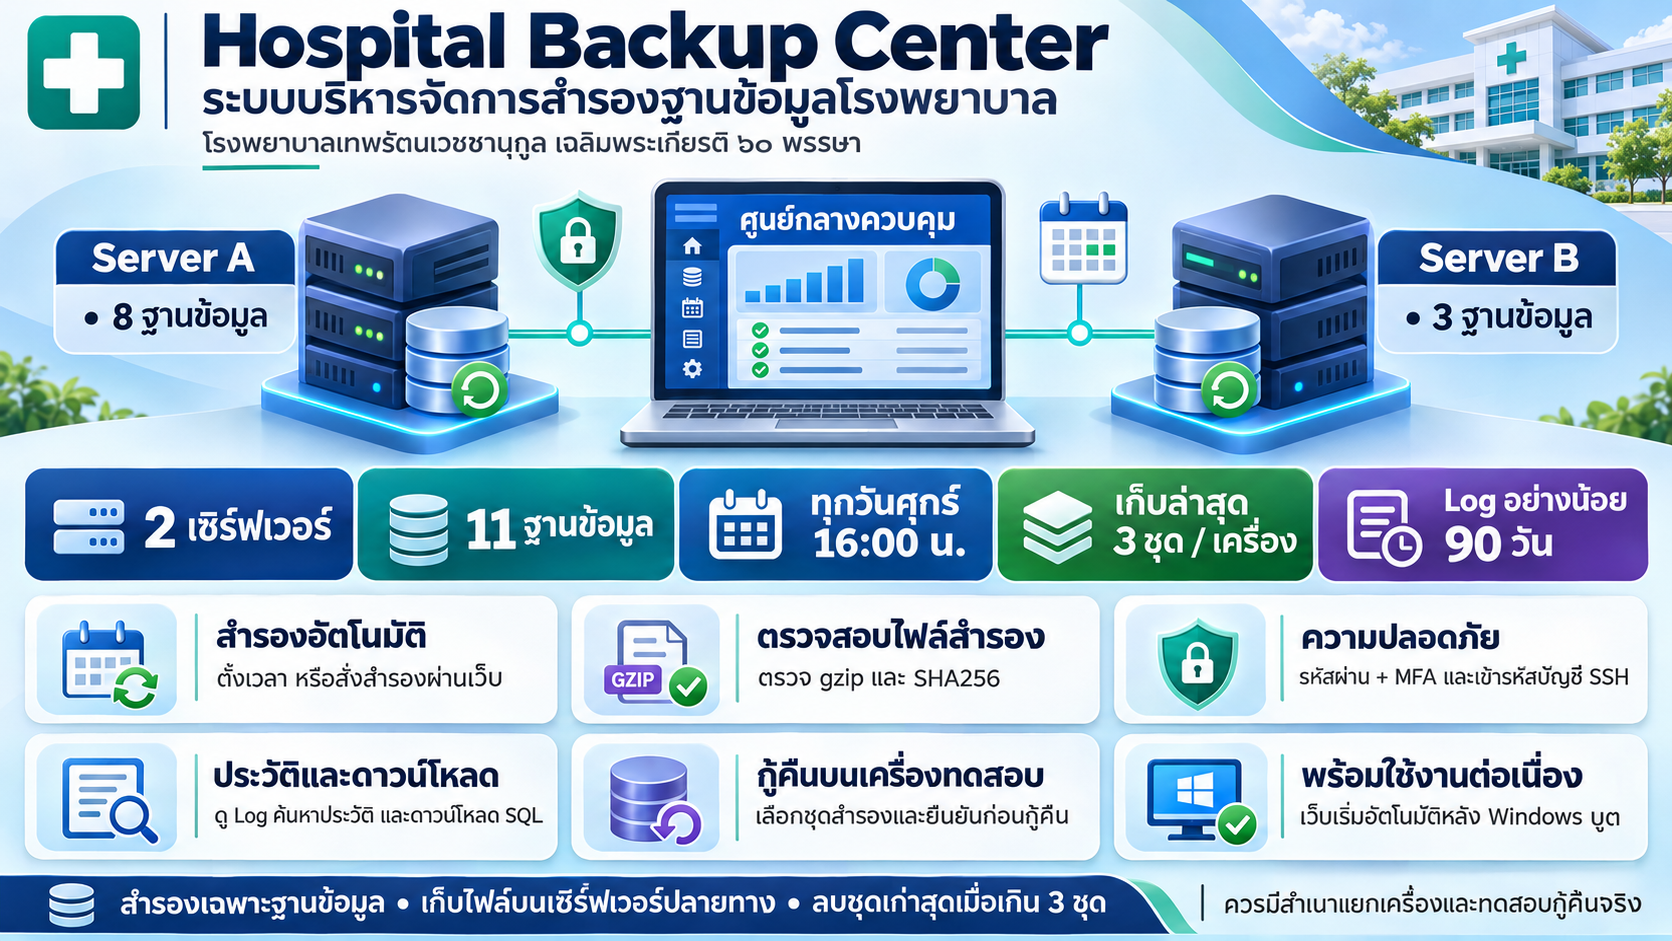 Hospital Backup Center
ระบบบริหารจัดการสำรองฐานข้อมูลโรงพยาบาล
โรงพยาบาลเทพรัตนเวชชานุกูล เฉลิมพระเกียรติ ๖๐ พรรษา
Server A
• 8 ฐานข้อมูล
ศูนย์กลางควบคุม
Server B
• 3 ฐานข้อมูล
2 เซิร์ฟเวอร์
11 ฐานข้อมูล
ทุกวันศุกร์
16:00 น.
เก็บล่าสุด
3 ชุด / เครื่อง
Log อย่างน้อย
90 วัน
สำรองอัตโนมัติ
ตั้งเวลา หรือสั่งสำรองผ่านเว็บ
GZIP
ตรวจสอบไฟล์สำรอง
ตรวจ gzip และ SHA256
ความปลอดภัย
รหัสผ่าน + MFA และเข้ารหัสบัญชี SSH
ประวัติและดาวน์โหลด
ดู Log ค้นหาประวัติ และดาวน์โหลด SQL
กู้คืนบนเครื่องทดสอบ
เลือกชุดสำรองและยืนยันก่อนกู้คืน
พร้อมใช้งานต่อเนื่อง
เว็บเริ่มอัตโนมัติหลัง Windows บูต
สำรองเฉพาะฐานข้อมูล • เก็บไฟล์บนเซิร์ฟเวอร์ปลายทาง • ลบชุดเก่าสุดเมื่อเกิน 3 ชุด
ควรมีสำเนาแยกเครื่องและทดสอบกู้คืนจริง